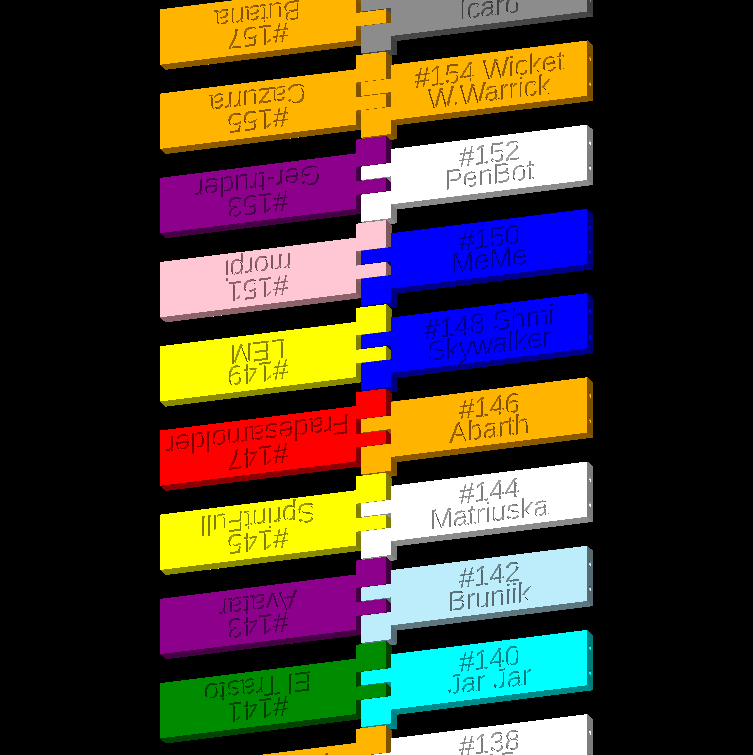 Icaro
#157
Butana
#154 Wicket
W.Warrick
#155
Cazurra
#152
PenBot
#153
Ger-truder
#150
MeMe
#151
morpi
#148 Shmi
Skywalker
#149
LEM
#146
Abarth
#147
Fradesarnolder
#144
Matriuska
#145
SprintFull
#142
Bruniik
#143
Avatar
#140
Jar Jar
#141
El Trasto
#138